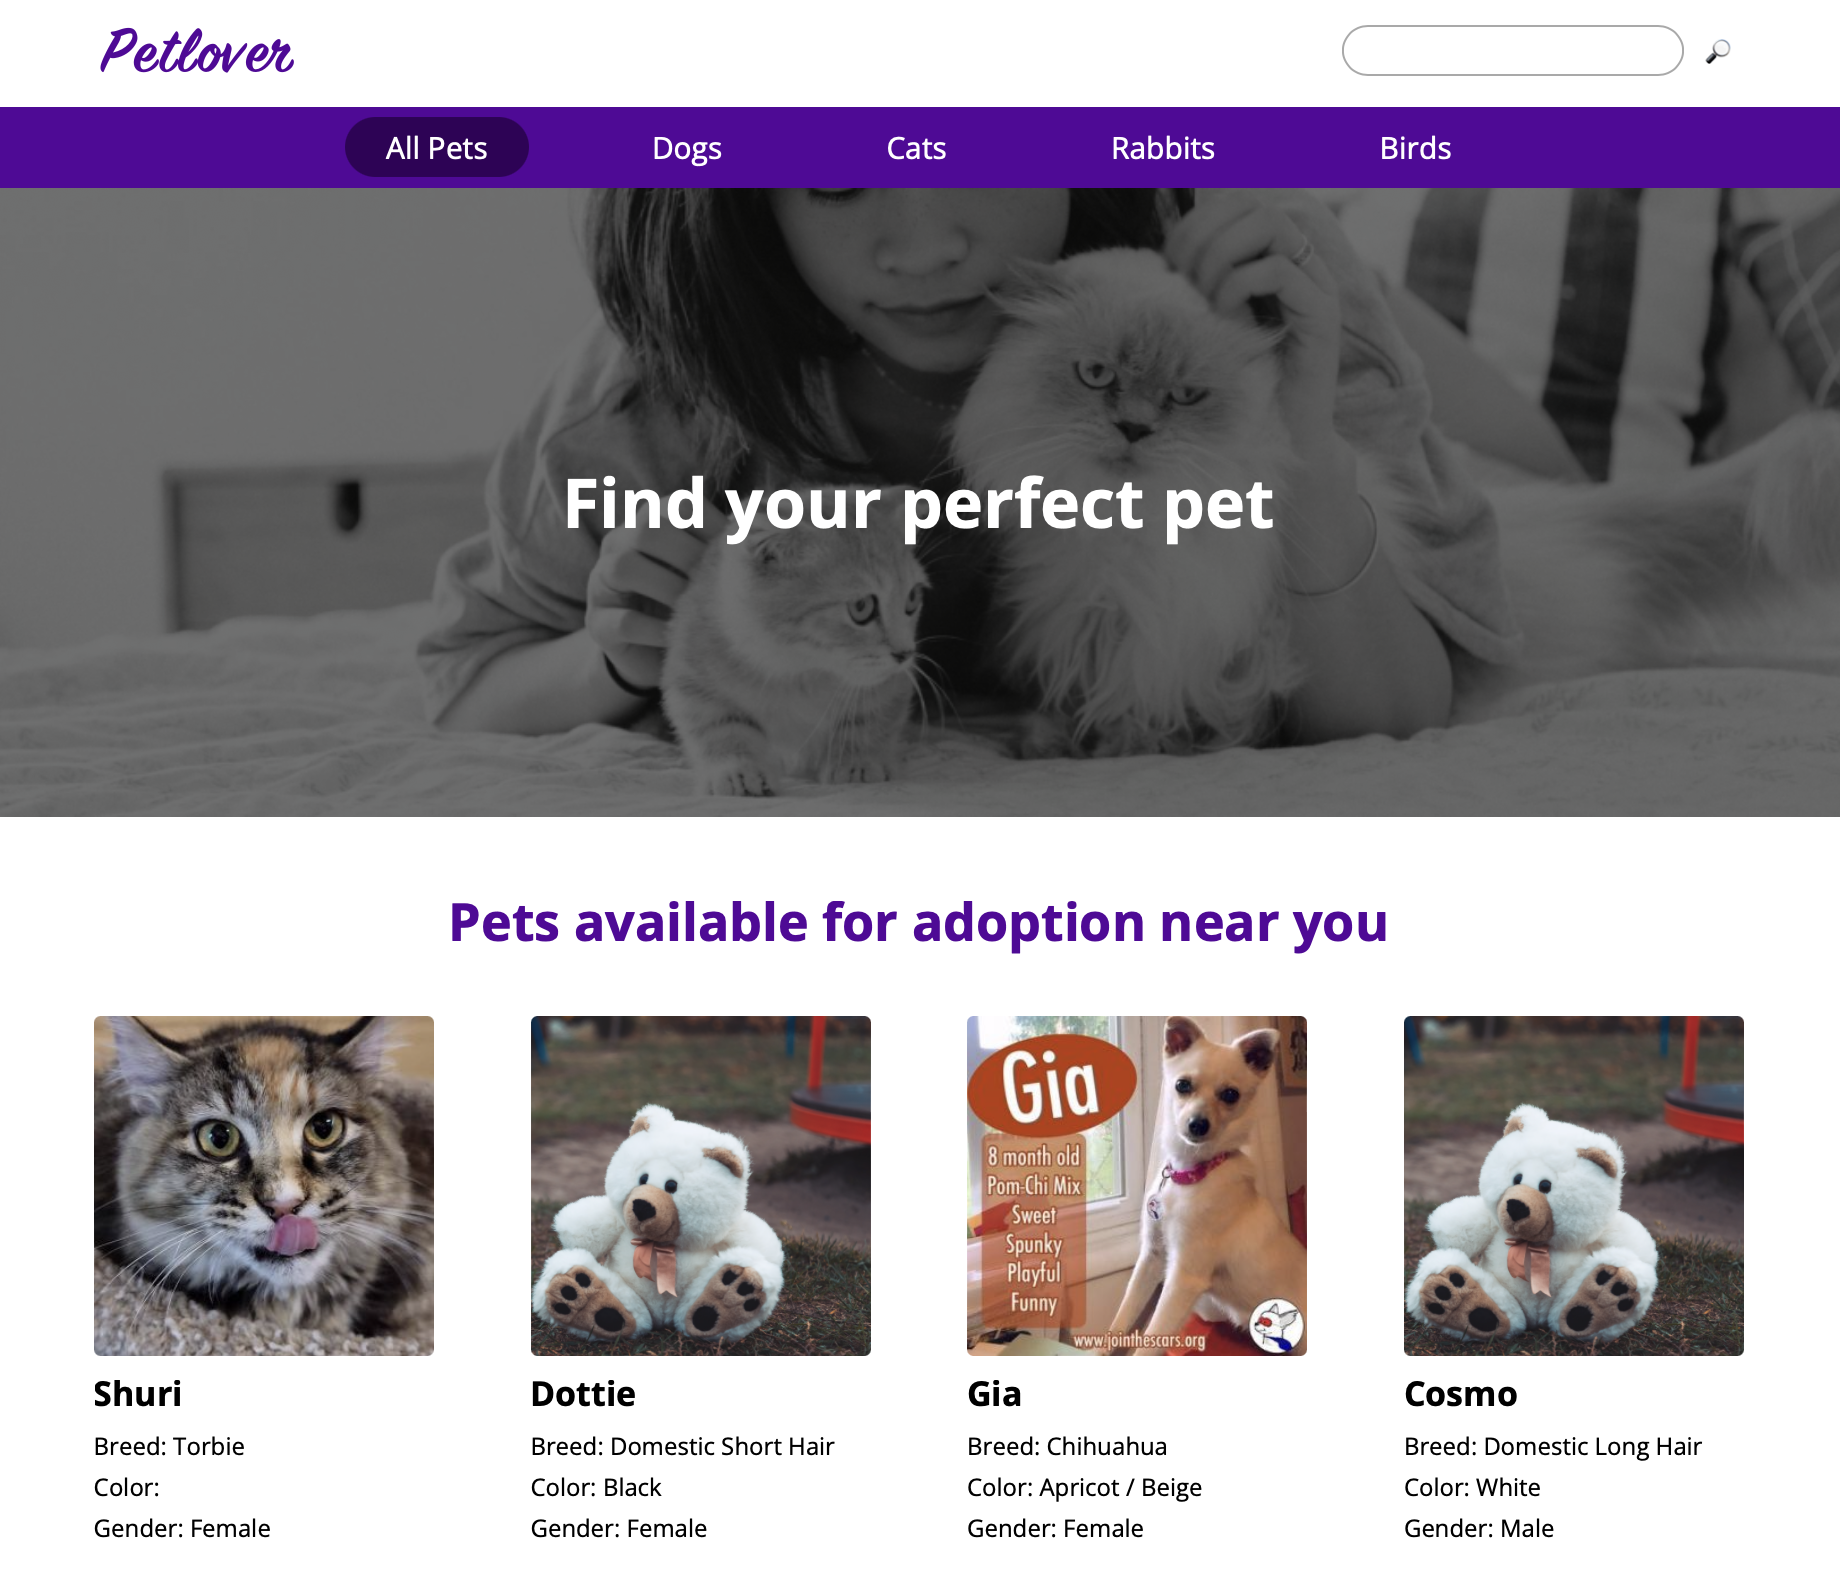 Petlover
All Pets
Dogs
Cats
Rabbits
Birds
Find your perfect pet
Pets available for adoption near you
Gia
8 month old
Pom-Chi Mix
Sweet
Spunky
Playful
Funny
www.jointhescars.org
Shuri
Breed: Torbie
Color:
Gender: Female
Dottie
Breed: Domestic Short Hair
Color: Black
Gender: Female
Gia
Breed: Chihuahua
Color: Apricot / Beige
Gender: Female
Cosmo
Breed: Domestic Long Hair
Color: White
Gender: Male